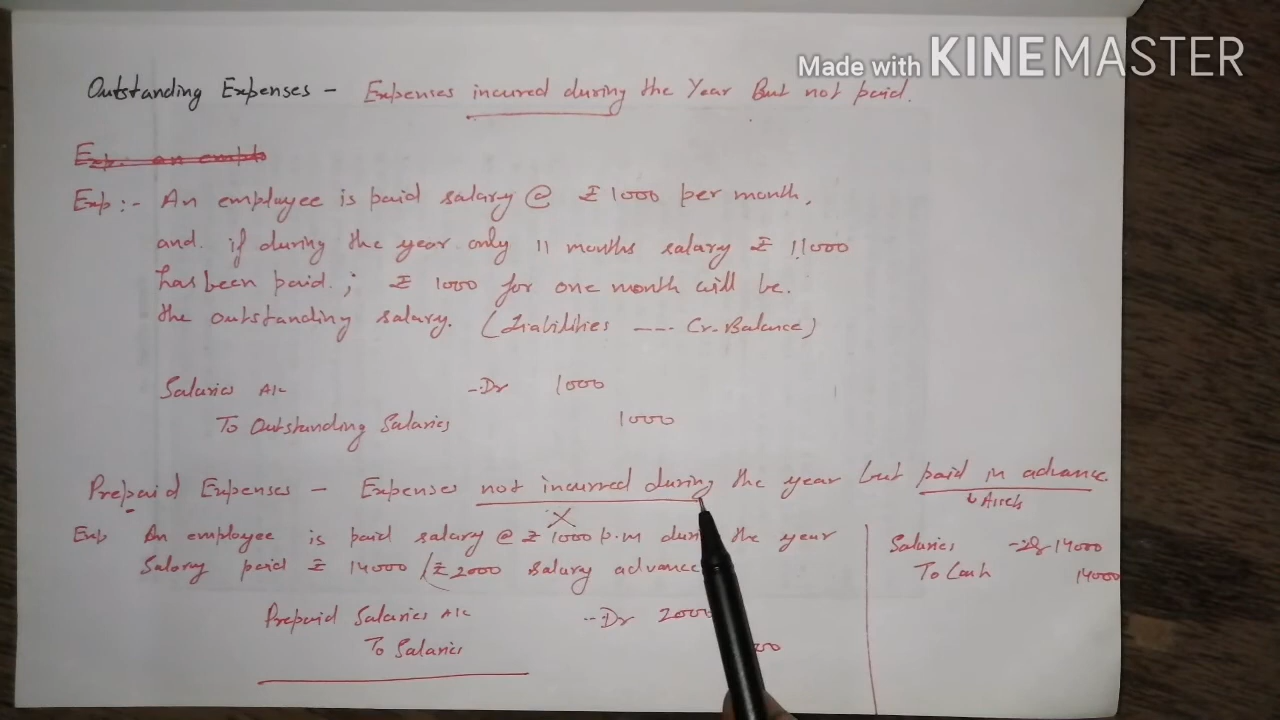 Made with KINEMASTER
Outstanding Expenses - Expenses incured during the Year But not paid.
Exp:- An employee is paid salary @ ₹ 1000 per month,
and. if during the year only 11 months salary ₹ 11000
has been paid. ; ₹ 1000 for one month will be.
the outstanding salary. (Liabilities ---- Cr. Balance)
Salaries A/c --Dr 1000
To Outstanding Salaries 1000
Prepaid Expenses - Expenses not incurred during the year but paid in advance.
X
Exp An employee is paid salary @ ₹ 1000 p.m the year
Salary paid ₹ 14000 / ₹ 2000 salary advance
Prepaid Salaries A/c --Dr 2000
To Salaries
Salaries 14000
To Cash 14000